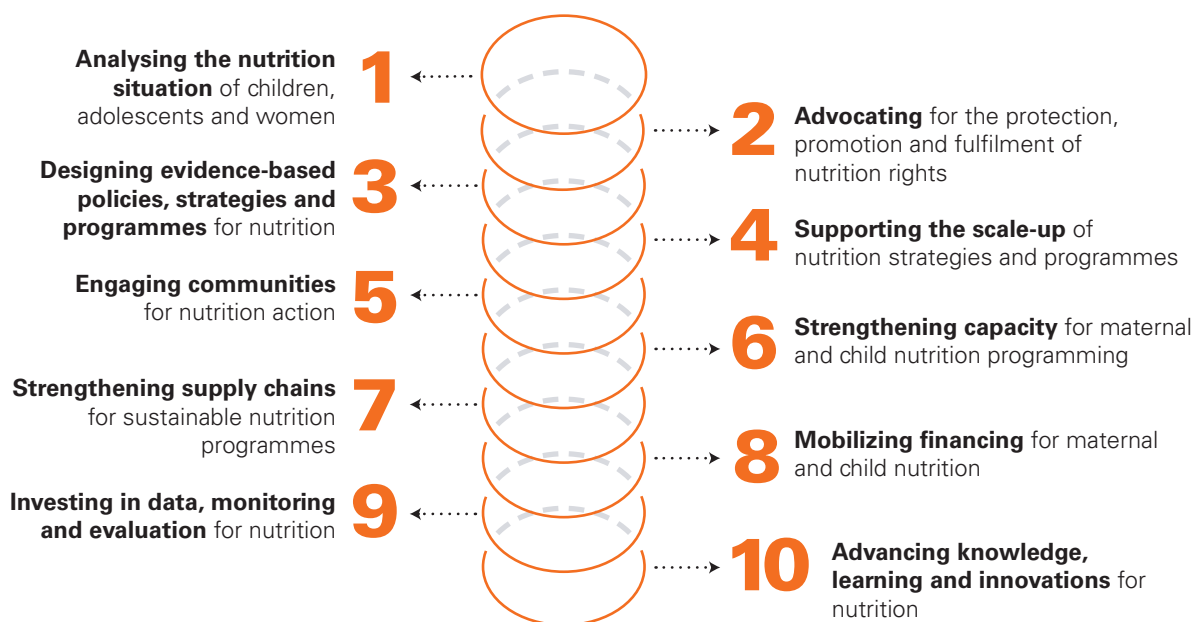 1
Analysing the nutrition
situation of children,
adolescents and women
2
Advocating for the protection,
promotion and fulfilment of
nutrition rights
3
Designing evidence-based
policies, strategies and
programmes for nutrition
4
Supporting the scale-up of
nutrition strategies and programmes
5
Engaging communities
for nutrition action
6
Strengthening capacity for maternal
and child nutrition programming
7
Strengthening supply chains
for sustainable nutrition
programmes
8
Mobilizing financing for maternal
and child nutrition
9
Investing in data, monitoring
and evaluation for nutrition
10
Advancing knowledge,
learning and innovations for
nutrition